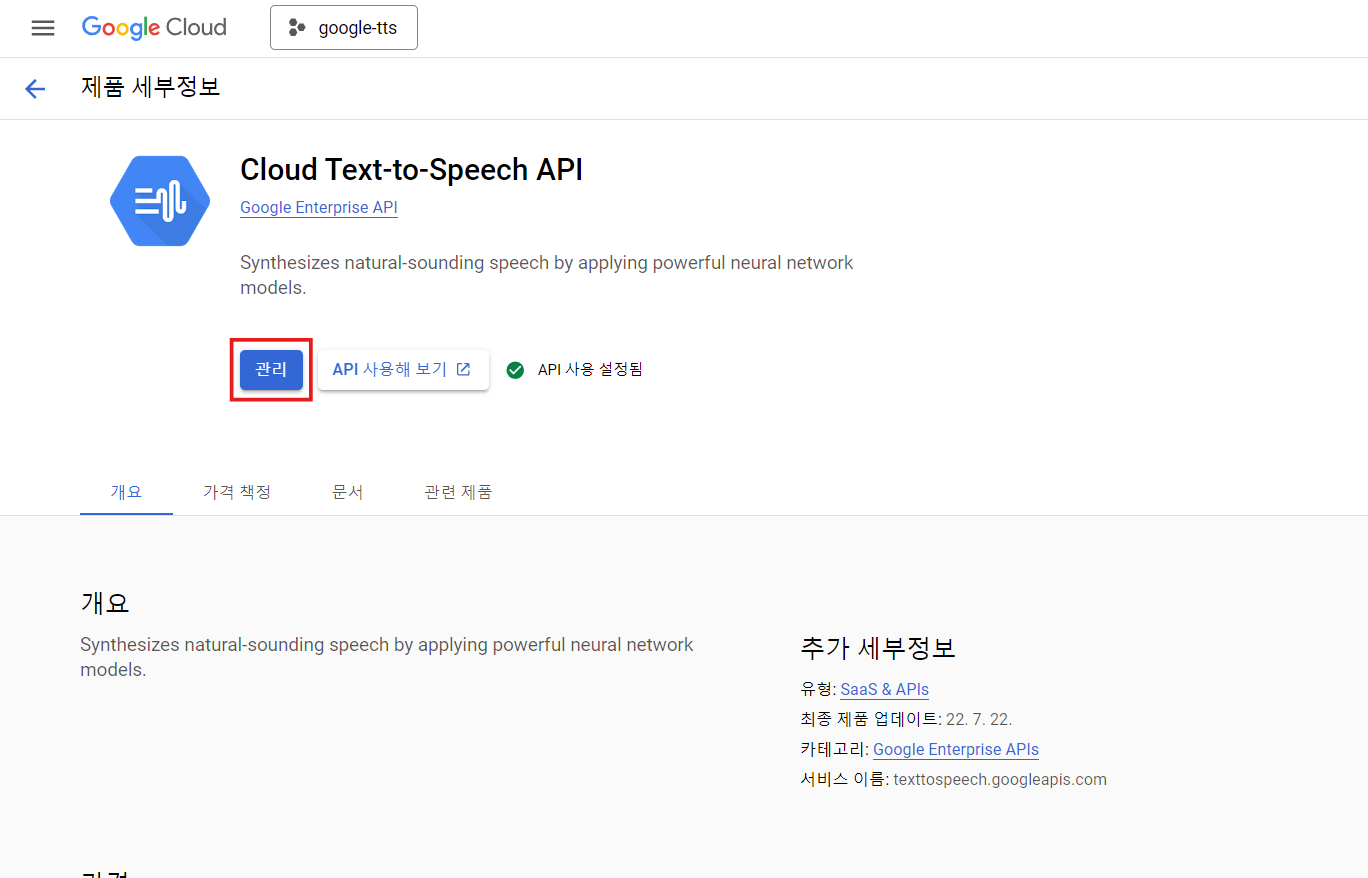 Google Cloud
google-tts
제품 세부정보
Cloud Text-to-Speech API
Google Enterprise API
Synthesizes natural-sounding speech by applying powerful neural network
models.
관리
API 사용해 보기
API 사용 설정됨
개요
가격 책정
문서
관련 제품
개요
Synthesizes natural-sounding speech by applying powerful neural network
models.
추가 세부정보
유형: SaaS & APIs
최종 제품 업데이트: 22. 7. 22.
카테고리: Google Enterprise APIs
서비스 이름: texttospeech.googleapis.com